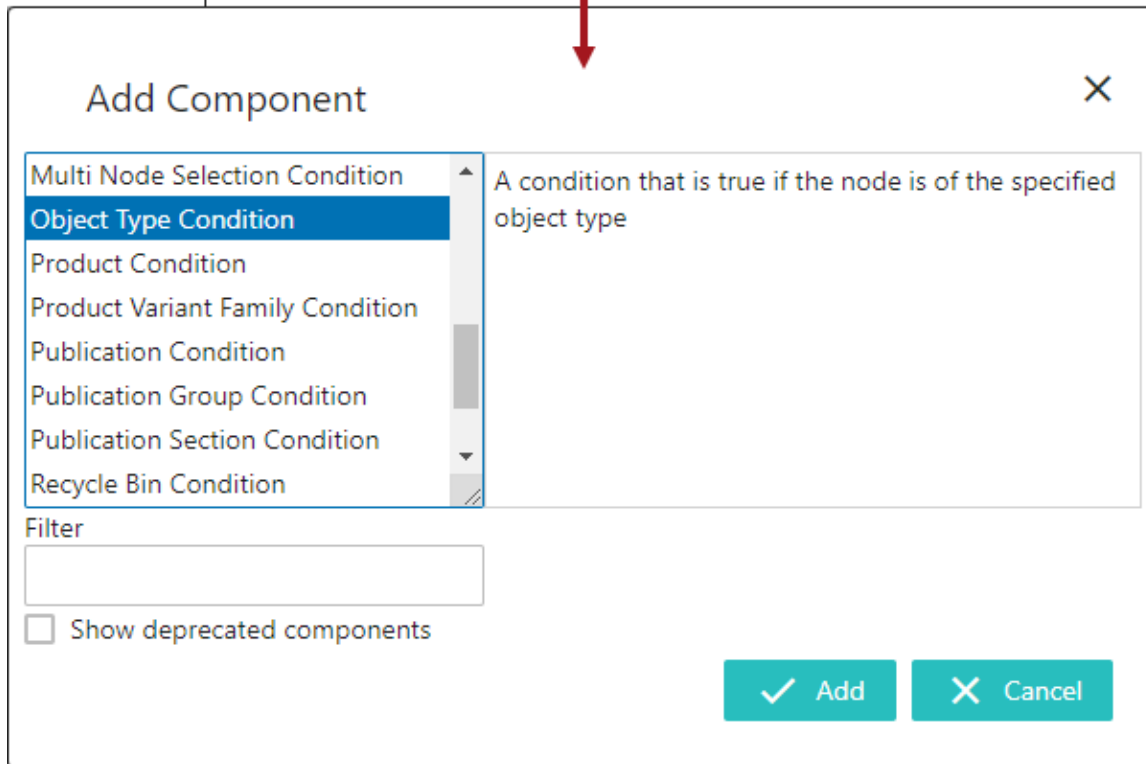 Add Component
Multi Node Selection Condition
Object Type Condition
Product Condition
Product Variant Family Condition
Publication Condition
Publication Group Condition
Publication Section Condition
Recycle Bin Condition
A condition that is true if the node is of the specified
object type
Filter
Show deprecated components
Add
Cancel